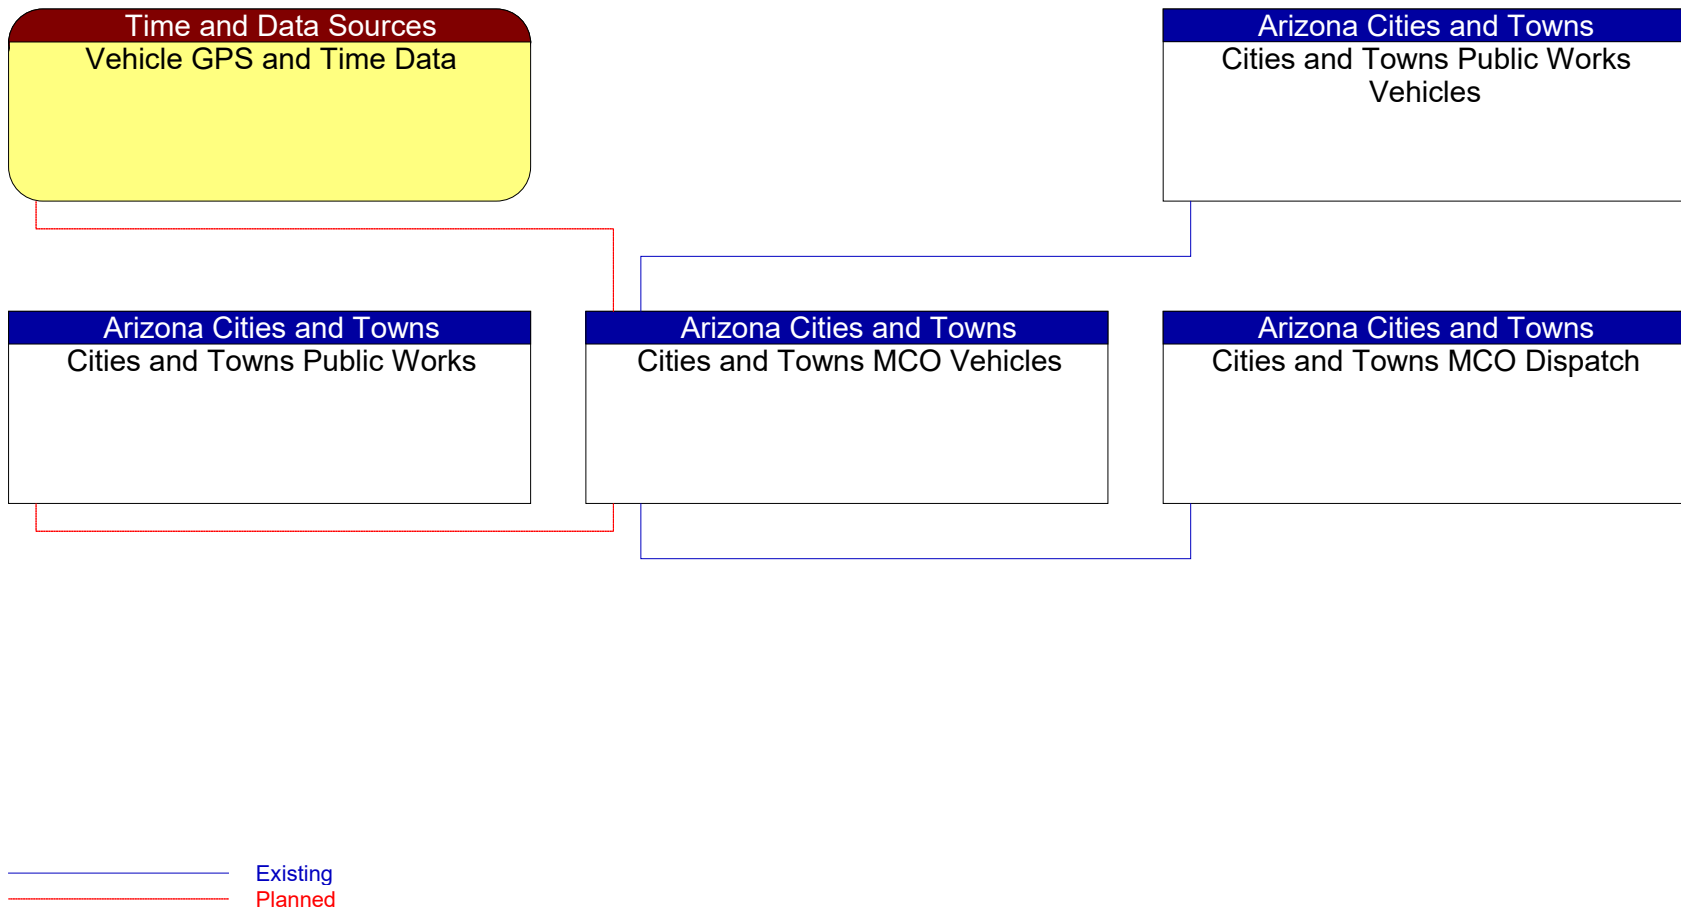 Time and Data Sources
Vehicle GPS and Time Data
Arizona Cities and Towns
Cities and Towns Public Works
Vehicles
Arizona Cities and Towns
Cities and Towns Public Works
Arizona Cities and Towns
Cities and Towns MCO Vehicles
Arizona Cities and Towns
Cities and Towns MCO Dispatch
Existing
Planned